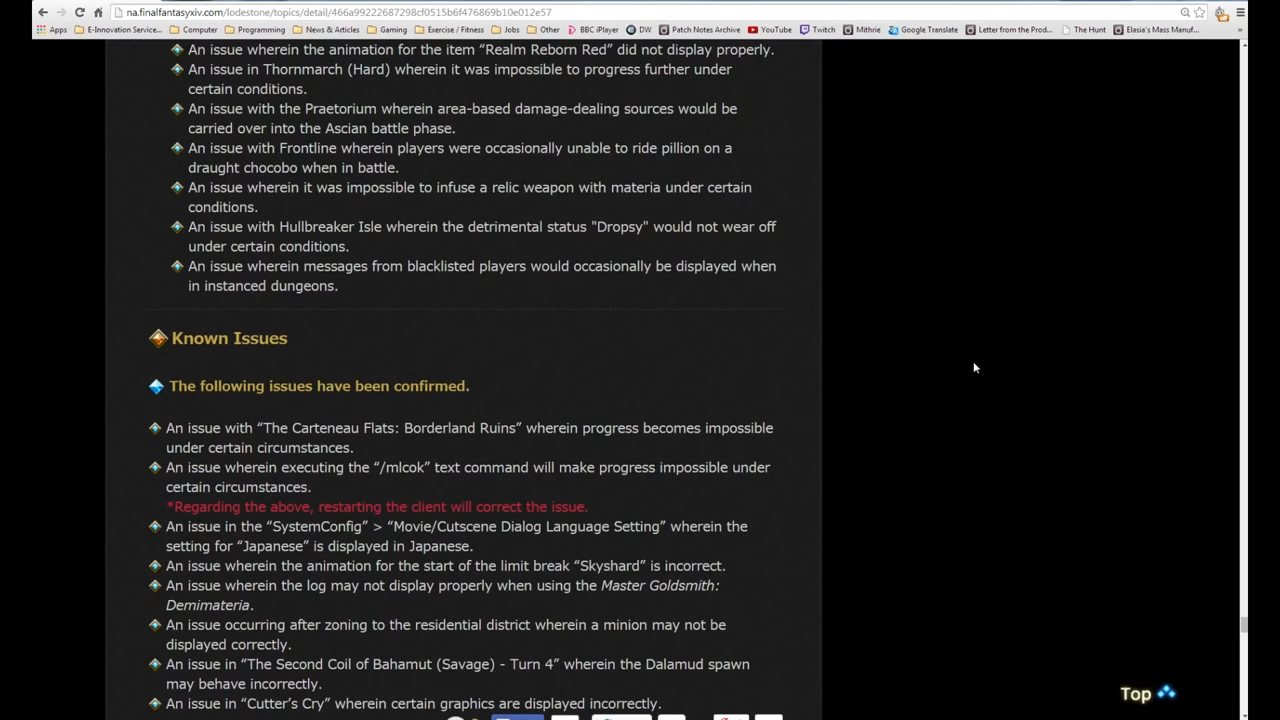 na.finalfantasyxiv.com/lodestone/topics/detail/466a99222687298cf0515b6f476869b10e012e57
Apps E-Innovation Service... Computer Programming News & Articles Gaming Exercise / Fitness Jobs Other BBC iPlayer DW Patch Notes Archive YouTube Twitch Mithrie Google Translate Letter from the Prod... The Hunt Elasia's Mass Manuf... »
An issue wherein the animation for the item “Realm Reborn Red” did not display properly.
An issue in Thornmarch (Hard) wherein it was impossible to progress further under
certain conditions.
An issue with the Praetorium wherein area-based damage-dealing sources would be
carried over into the Ascian battle phase.
An issue with Frontline wherein players were occasionally unable to ride pillion on a
draught chocobo when in battle.
An issue wherein it was impossible to infuse a relic weapon with materia under certain
conditions.
An issue with Hullbreaker Isle wherein the detrimental status "Dropsy" would not wear off
under certain conditions.
An issue wherein messages from blacklisted players would occasionally be displayed when
in instanced dungeons.
Known Issues
The following issues have been confirmed.
An issue with “The Carteneau Flats: Borderland Ruins” wherein progress becomes impossible
under certain circumstances.
An issue wherein executing the “/mlcok” text command will make progress impossible under
certain circumstances.
*Regarding the above, restarting the client will correct the issue.
An issue in the “SystemConfig” > “Movie/Cutscene Dialog Language Setting” wherein the
setting for “Japanese” is displayed in Japanese.
An issue wherein the animation for the start of the limit break “Skyshard” is incorrect.
An issue wherein the log may not display properly when using the Master Goldsmith:
Demimateria.
An issue occurring after zoning to the residential district wherein a minion may not be
displayed correctly.
An issue in “The Second Coil of Bahamut (Savage) - Turn 4” wherein the Dalamud spawn
may behave incorrectly.
An issue in “Cutter’s Cry” wherein certain graphics are displayed incorrectly.
Top